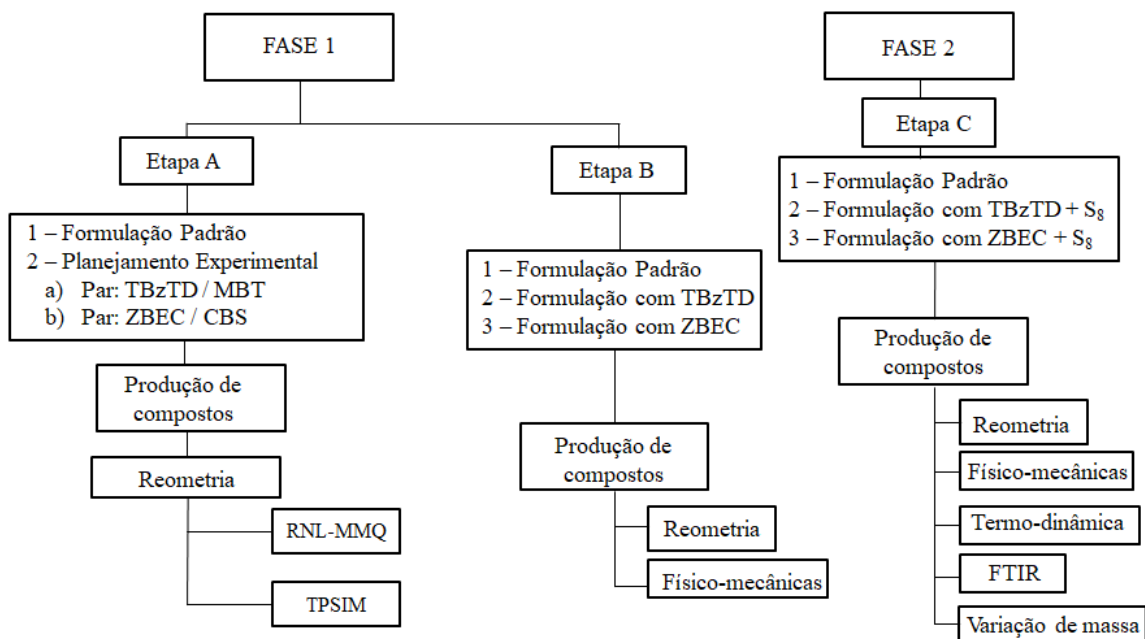 FASE 1
Etapa A
1 – Formulação Padrão
2 – Planejamento Experimental
a) Par: TBzTD / MBT
b) Par: ZBEC / CBS
Produção de
compostos
Reometria
RNL-MMQ
TPSIM
Etapa B
1 – Formulação Padrão
2 – Formulação com TBzTD
3 – Formulação com ZBEC
Produção de
compostos
Reometria
Físico-mecânicas
FASE 2
Etapa C
1 – Formulação Padrão
2 – Formulação com TBzTD + S₈
3 – Formulação com ZBEC + S₈
Produção de
compostos
Reometria
Físico-mecânicas
Termo-dinâmica
FTIR
Variação de massa